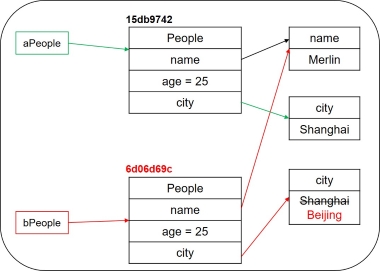 15db9742
aPeople
People
name
age = 25
city
name
Merlin
city
Shanghai
6d06d69c
bPeople
People
name
age = 25
city
city
Shanghai
Beijing